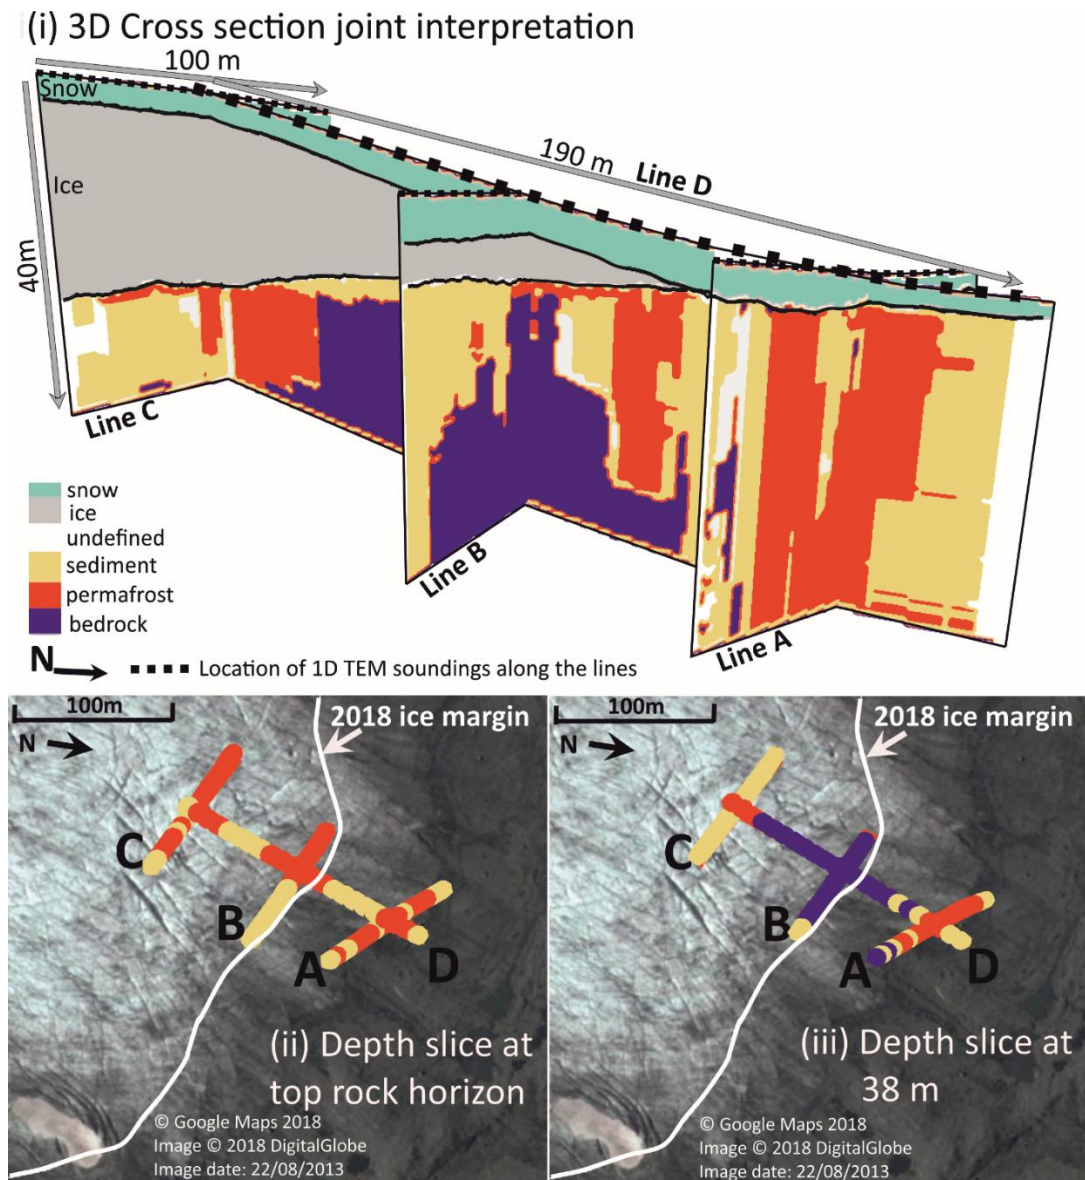 (i) 3D Cross section joint interpretation
100 m
Snow
190 m
Line D
Ice
40m
Line C
Line B
Line A
snow
ice
undefined
sediment
permafrost
bedrock
N
Location of 1D TEM soundings along the lines
100m
2018 ice margin
N
C
B
A
D
(ii) Depth slice at
top rock horizon
© Google Maps 2018
Image © 2018 DigitalGlobe
Image date: 22/08/2013
100m
2018 ice margin
N
C
B
A
D
(iii) Depth slice at
38 m
© Google Maps 2018
Image © 2018 DigitalGlobe
Image date: 22/08/2013